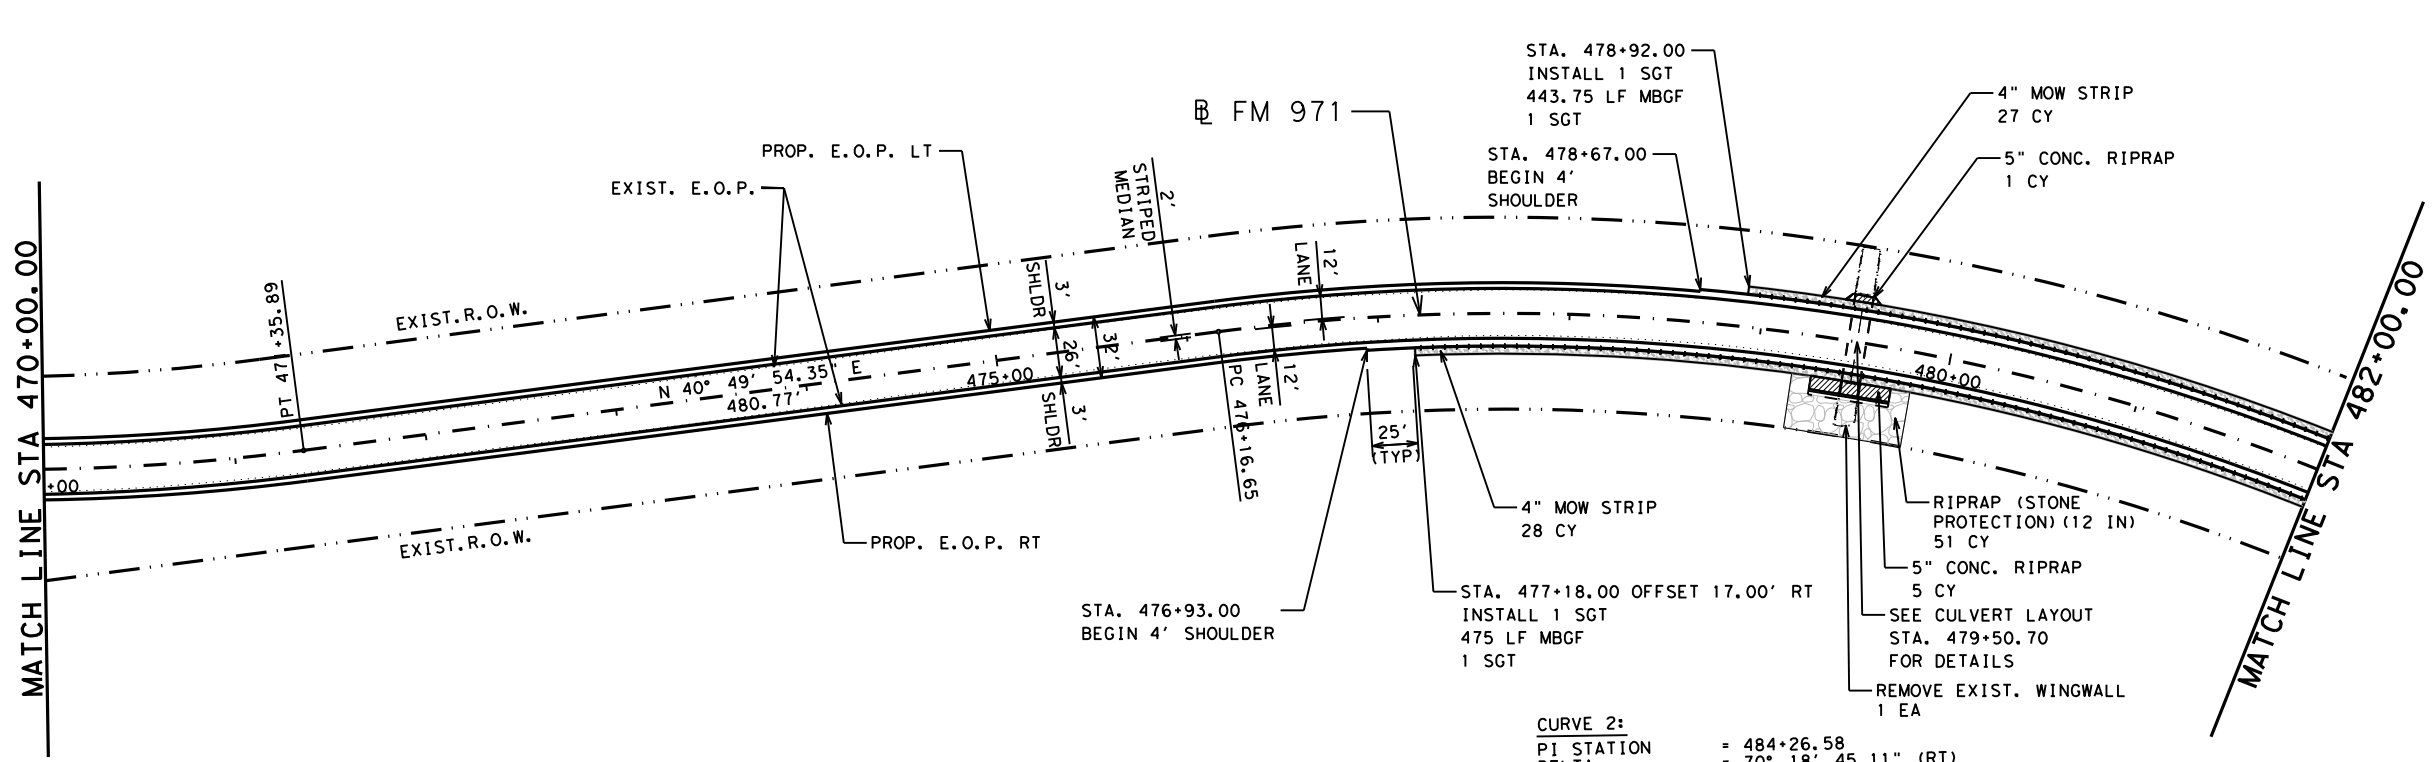 STA. 478+92.00
INSTALL 1 SGT
443.75 LF MBGF
1 SGT
4" MOW STRIP
27 CY
℄ FM 971
PROP. E.O.P. LT
STA. 478+67.00
BEGIN 4'
SHOULDER
5" CONC. RIPRAP
1 CY
EXIST. E.O.P.
2'
STRIPED
MEDIAN
3'
SHLDR
12'
LANE
MATCH LINE STA 470+00.00
PT 471+35.89
EXIST.R.O.W.
N 40° 49' 54.35" E
480.77'
26'
32'
475+00
3'
SHLDR
PC 476+16.65
12'
LANE
25'
(TYP)
480+00
MATCH LINE STA 482+00.00
+00
EXIST.R.O.W.
PROP. E.O.P. RT
4" MOW STRIP
28 CY
RIPRAP (STONE
PROTECTION)(12 IN)
51 CY
5" CONC. RIPRAP
5 CY
STA. 476+93.00
BEGIN 4' SHOULDER
STA. 477+18.00 OFFSET 17.00' RT
INSTALL 1 SGT
475 LF MBGF
1 SGT
SEE CULVERT LAYOUT
STA. 479+50.70
FOR DETAILS
REMOVE EXIST. WINGWALL
1 EA
CURVE 2:
PI STATION = 484+26.58
= 70° 18' 45.11" (RT)